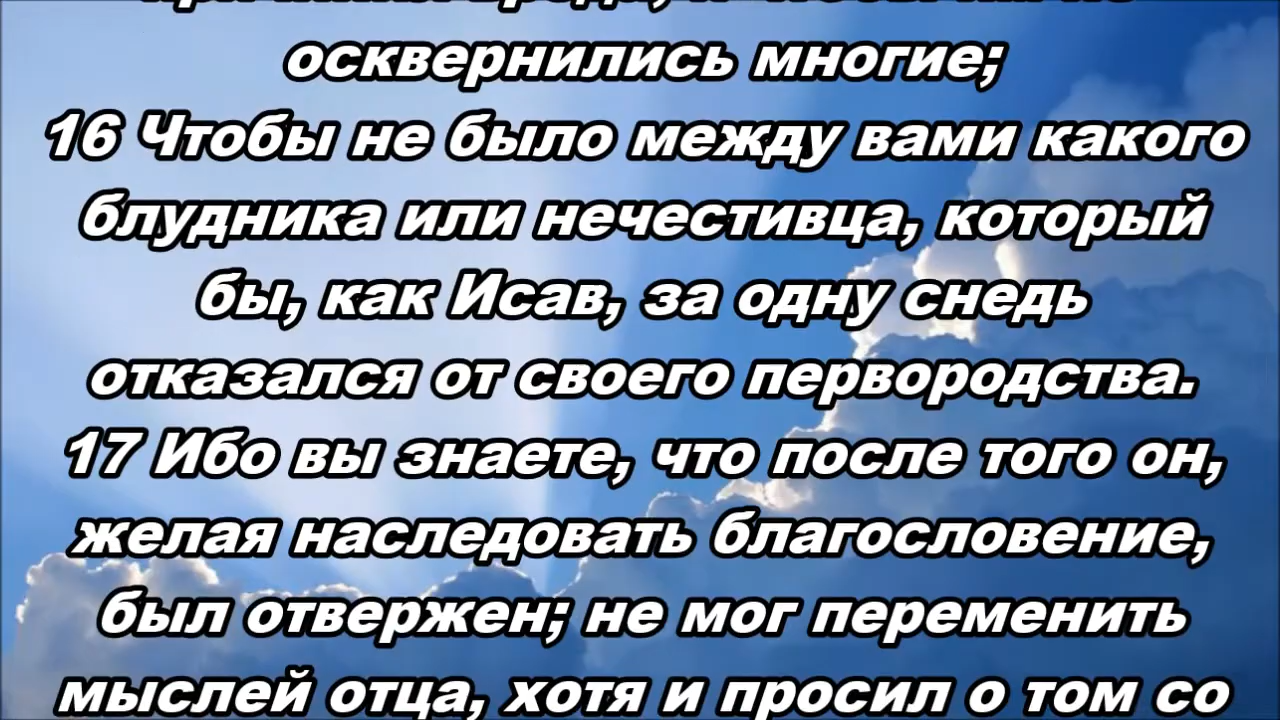 осквернились многие;
16 Чтобы не было между вами какого
блудника или нечестивца, который
бы, как Исав, за одну снедь
отказался от своего первородства.
17 Ибо вы знаете, что после того он,
желая наследовать благословение,
был отвержен; не мог переменить
мыслей отца, хотя и просил о том со